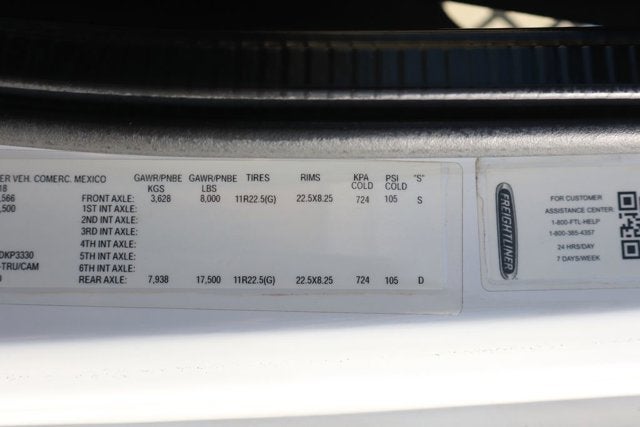 ER VEH. COMERC. MEXICO GAWR/PNBE GAWR/PNBE TIRES RIMS KPA PSI "S"
18 KGS LBS COLD COLD
,566 FRONT AXLE: 3,628 8,000 11R22.5(G) 22.5X8.25 724 105 S
,500 1ST INT AXLE:
2ND INT AXLE:
3RD INT AXLE:
4TH INT AXLE:
DKP3330 5TH INT AXLE:
-TRU/CAM 6TH INT AXLE:
0 REAR AXLE: 7,938 17,500 11R22.5(G) 22.5X8.25 724 105 D
FREIGHTLINER
FOR CUSTOMER
ASSISTANCE CENTER
1-800-FTL-HELP
1-800-385-4357
24 HRS/DAY
7 DAYS/WEEK